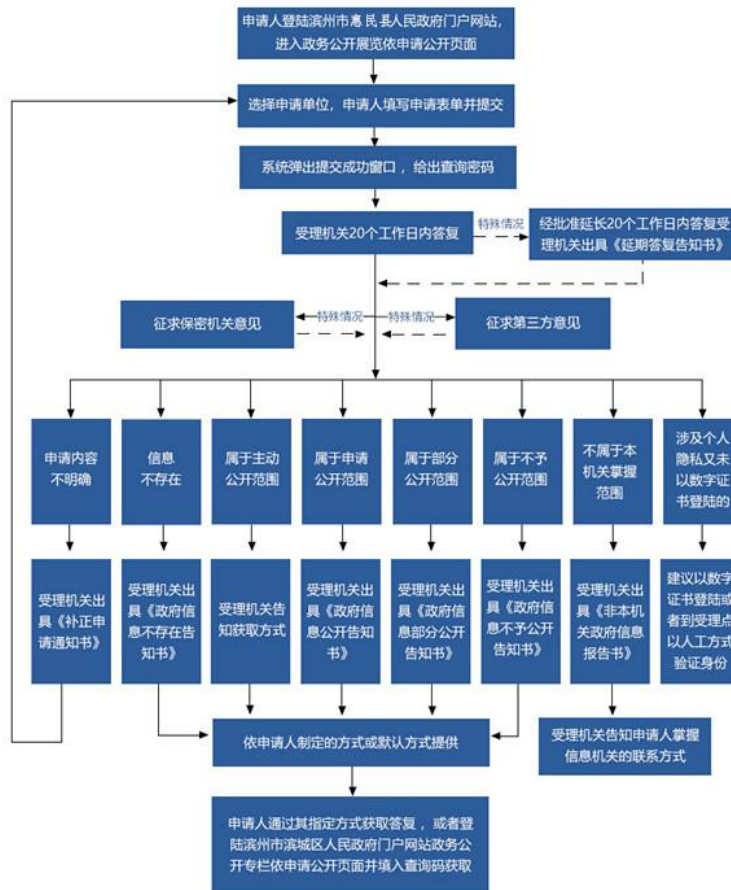 申请人登陆滨州市惠民县人民政府门户网站，
进入政务公开展览依申请公开页面
选择申请单位，申请人填写申请表单并提交
系统弹出提交成功窗口，给出查询密码
受理机关20个工作日内答复
特殊情况
经批准延长20个工作日内答复受
理机关出具《延期答复告知书》
征求保密机关意见
特殊情况
特殊情况
征求第三方意见
申请内容
不明确
信息
不存在
属于主动
公开范围
属于申请
公开范围
属于部分
公开范围
属于不予
公开范围
不属于本
机关掌握
范围
涉及个人
隐私又未
以数字证
书登陆的
受理机关出
具《补正申
请通知书》
受理机关出
具《政府信
息不存在告
知书》
受理机关告
知获取方式
受理机关出
具《政府信
息公开告知
书》
受理机关出
具《政府信
息部分公开
告知书》
受理机关出
具《政府信
息不予公开
告知书》
受理机关出
具《非本机
关政府信息
报告书》
建议以数字
证书登陆或
者到受理点
以人工方式
验证身份
依申请人制定的方式或默认方式提供
受理机关告知申请人掌握
信息机关的联系方式
申请人通过其指定方式获取答复，或者登
陆滨州市滨城区人民政府门户网站政务公
开专栏依申请公开页面并填入查询码获取